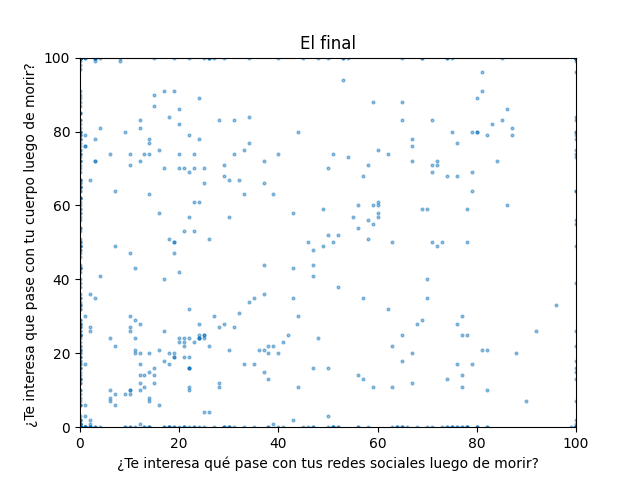 El final
¿Te interesa que pase con tu cuerpo luego de morir?
100
80
60
40
20
0
0 20 40 60 80 100
¿Te interesa qué pase con tus redes sociales luego de morir?